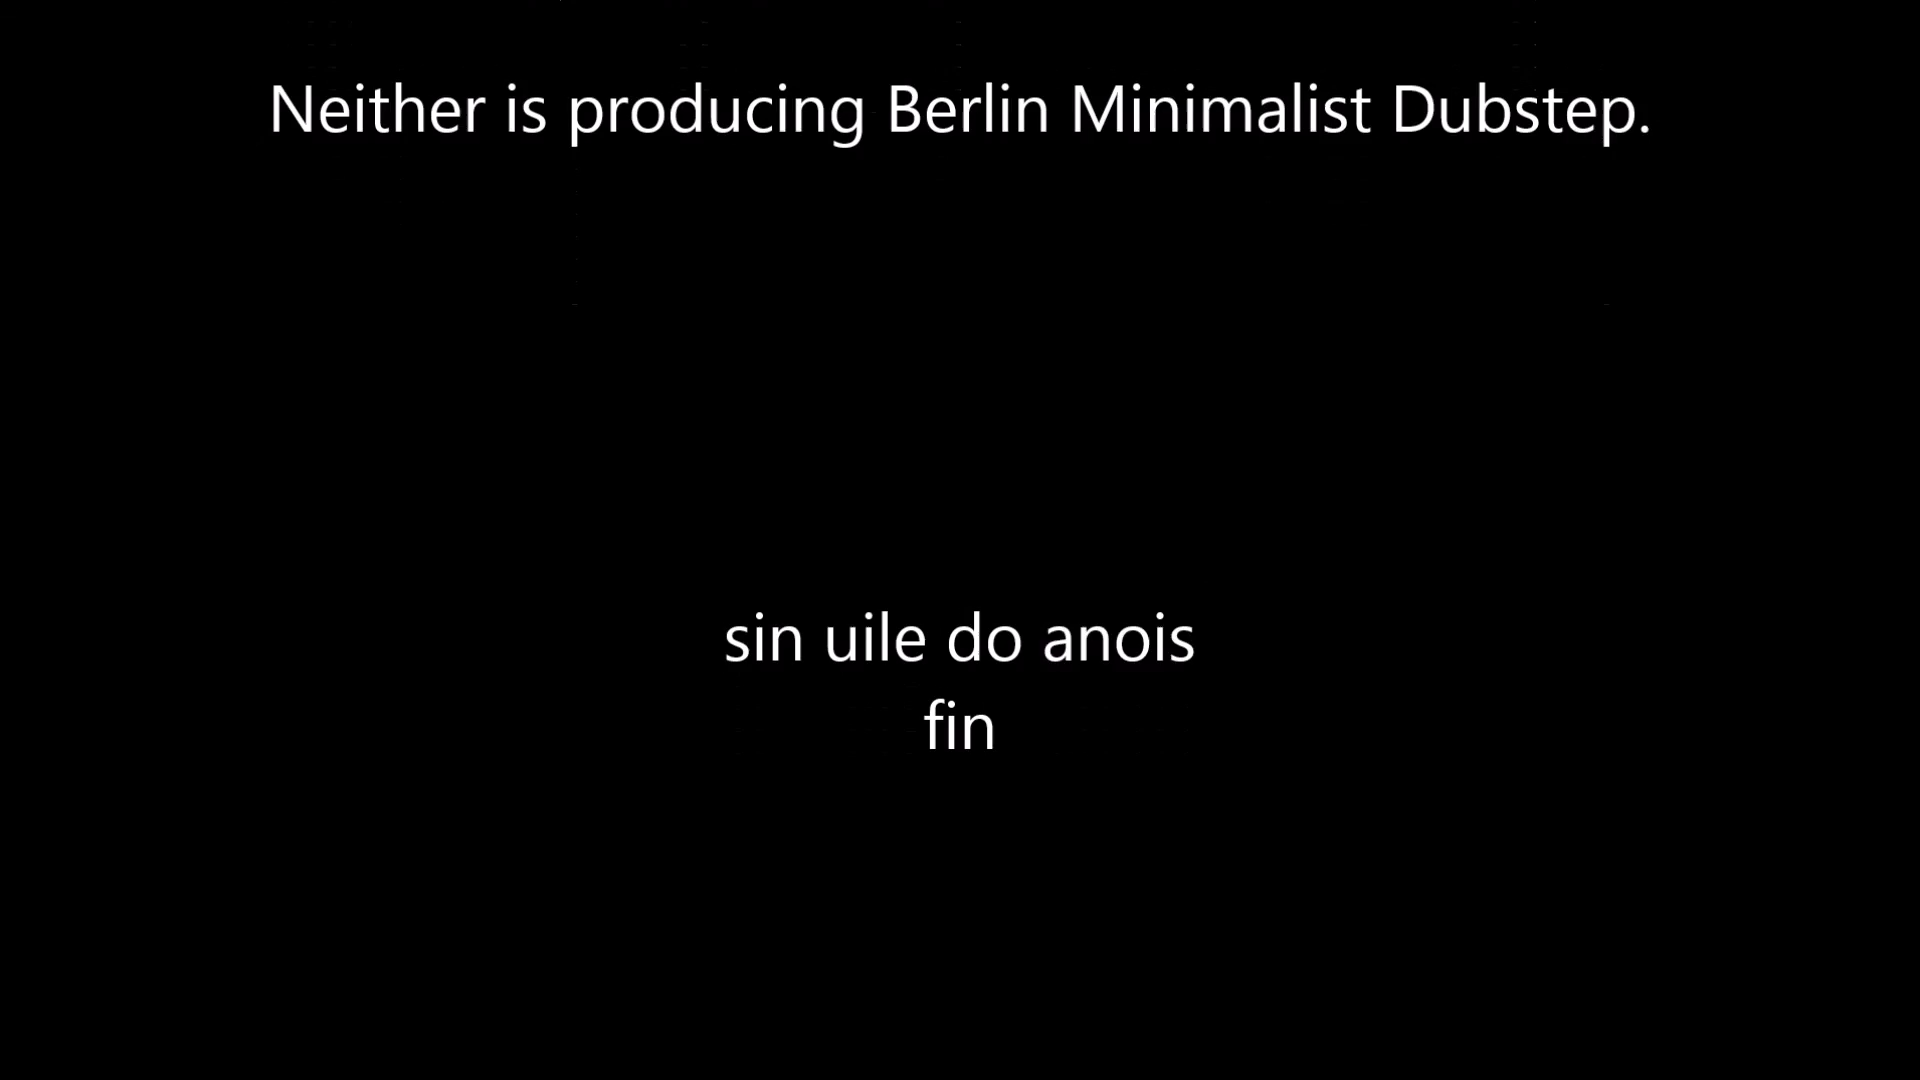 Neither is producing Berlin Minimalist Dubstep.
sin uile do anois
fin